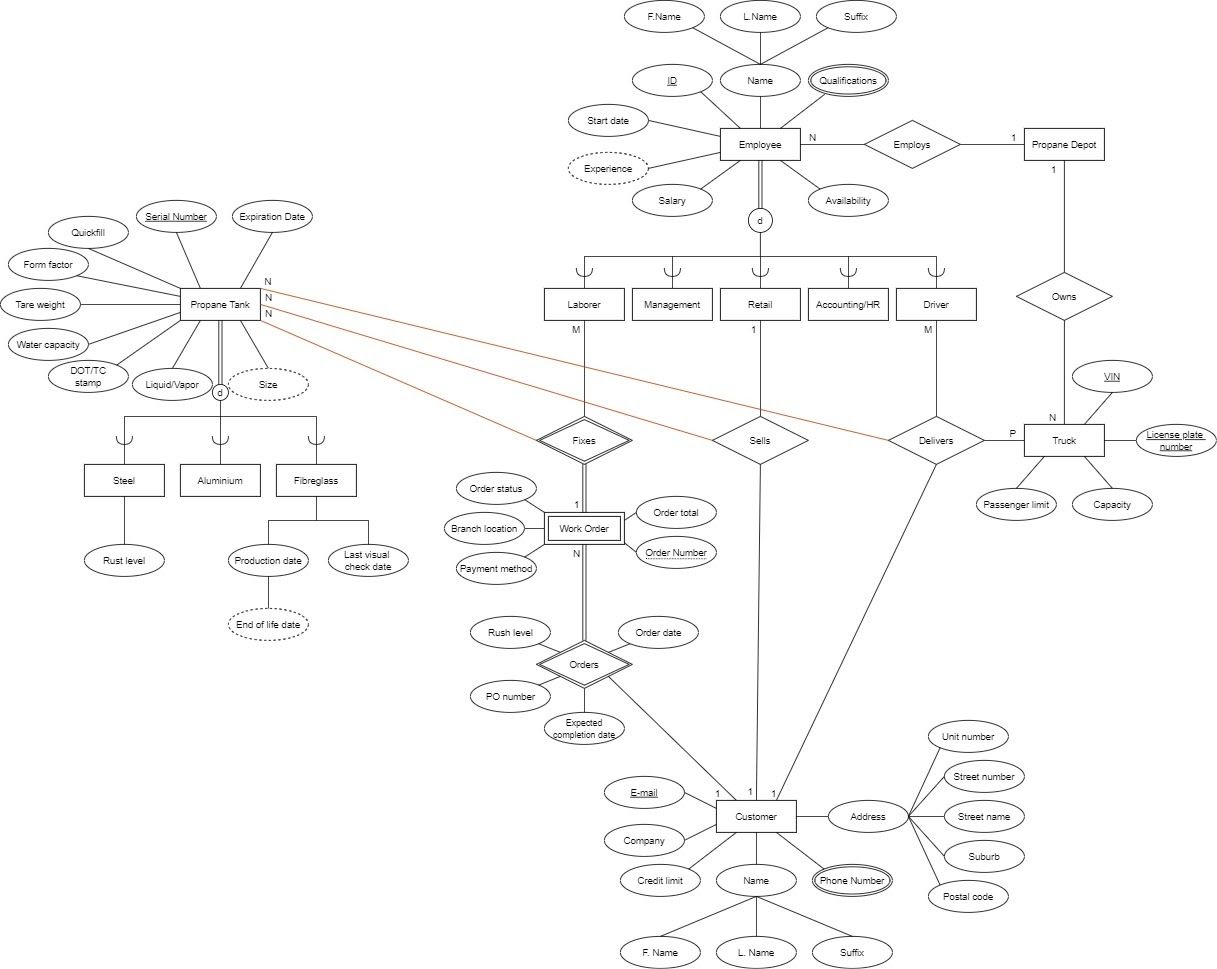 F.Name
L.Name
Suffix
ID
Name
Qualifications
Start date
Employee
N
Employs
1
Propane Depot
Experience
1
Salary
Availability
d
Serial Number
Expiration Date
Quickfill
Form factor
N
Tare weight
Propane Tank
N
N
Laborer
Management
Retail
Accounting/HR
Driver
Owns
M
1
M
Water capacity
DOT/TC
stamp
Liquid/Vapor
d
Size
VIN
N
Fixes
Sells
Delivers
P
Truck
License plate
number
Steel
Aluminium
Fibreglass
Order status
1
Order total
Passenger limit
Capacity
Branch location
Work Order
Order Number
N
Payment method
Rust level
Production date
Last visual
check date
End of life date
Rush level
Order date
Orders
PO number
Expected
completion date
Unit number
E-mail
1
1
1
Street number
Customer
Address
Street name
Company
Suburb
Credit limit
Name
Phone Number
Postal code
F. Name
L. Name
Suffix